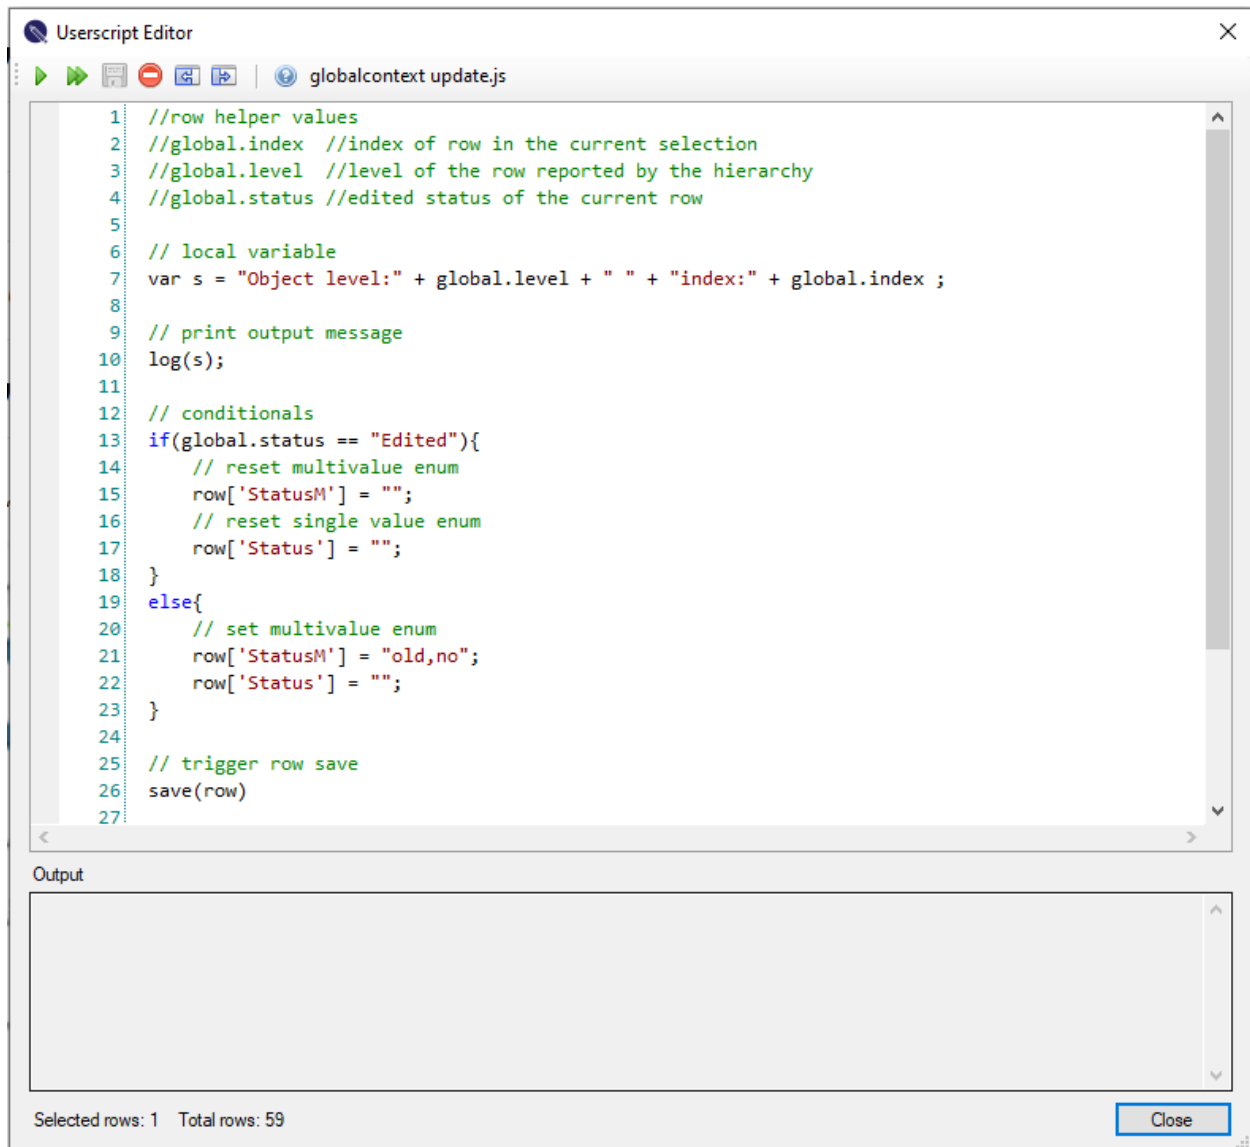 Userscript Editor
globalcontext update.js
1 //row helper values
2 //global.index  //index of row in the current selection
3 //global.level  //level of the row reported by the hierarchy
4 //global.status //edited status of the current row
5
6 // local variable
7 var s = "Object level:" + global.level + " " + "index:" + global.index ;
8
9 // print output message
10 log(s);
11
12 // conditionals
13 if(global.status == "Edited"){
14     // reset multivalue enum
15     row['StatusM'] = "";
16     // reset single value enum
17     row['Status'] = "";
18 }
19 else{
20     // set multivalue enum
21     row['StatusM'] = "old,no";
22     row['Status'] = "";
23 }
24
25 // trigger row save
26 save(row)
27
Output
Selected rows: 1 Total rows: 59
Close